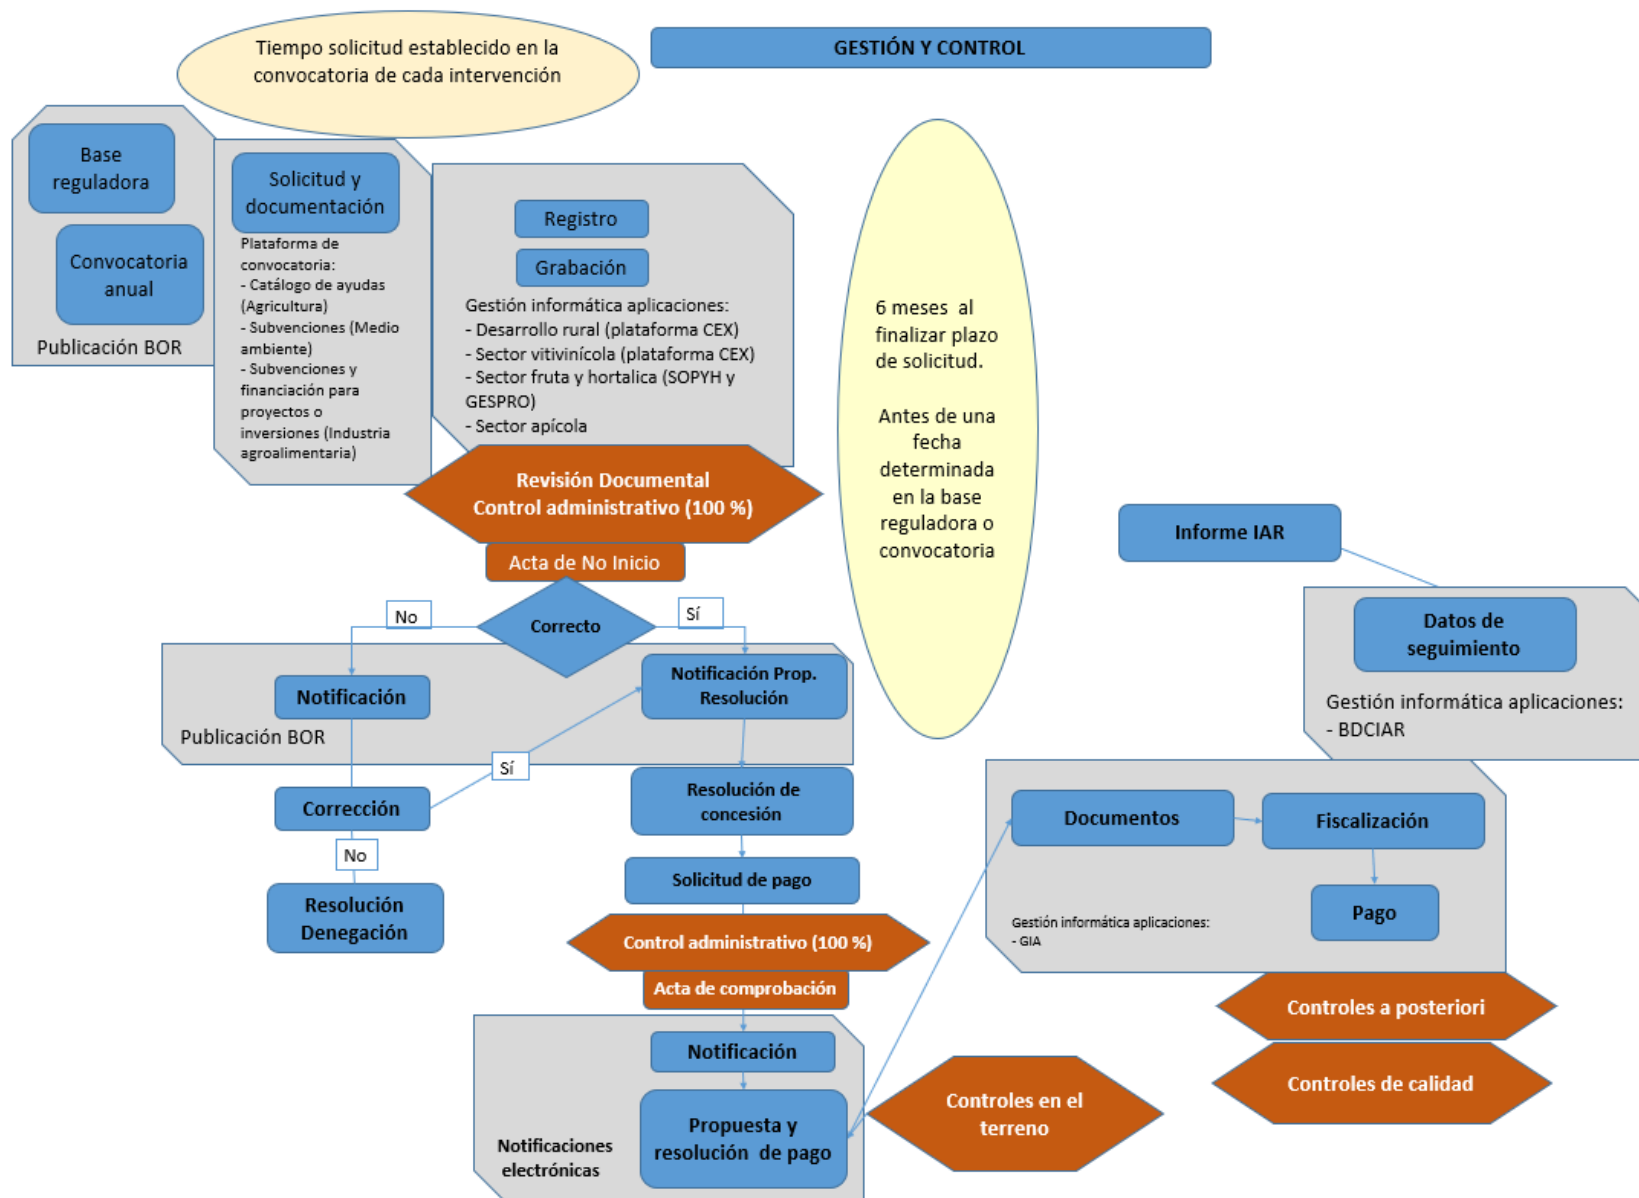 Tiempo solicitud establecido en la
convocatoria de cada intervención
GESTIÓN Y CONTROL
Base
reguladora
Convocatoria
anual
Publicación BOR
Solicitud y
documentación
Plataforma de
convocatoria:
- Catálogo de ayudas
(Agricultura)
- Subvenciones (Medio
ambiente)
- Subvenciones y
financiación para
proyectos o
inversiones (Industria
agroalimentaria)
Registro
Grabación
Gestión informática aplicaciones:
- Desarrollo rural (plataforma CEX)
- Sector vitivinícola (plataforma CEX)
- Sector fruta y hortalica (SOPYH y
GESPRO)
- Sector apícola
6 meses al
finalizar plazo
de solicitud.
Antes de una
fecha
determinada
en la base
reguladora o
convocatoria
Revisión Documental
Control administrativo (100 %)
Acta de No Inicio
Correcto
No
Sí
Notificación
Notificación Prop.
Resolución
Publicación BOR
Sí
Corrección
No
Resolución
Denegación
Resolución de
concesión
Solicitud de pago
Control administrativo (100 %)
Acta de comprobación
Notificación
Propuesta y
resolución de pago
Notificaciones
electrónicas
Controles en el
terreno
Informe IAR
Datos de
seguimiento
Gestión informática aplicaciones:
- BDCIAR
Documentos
Fiscalización
Pago
Gestión informática aplicaciones:
- GIA
Controles a posteriori
Controles de calidad